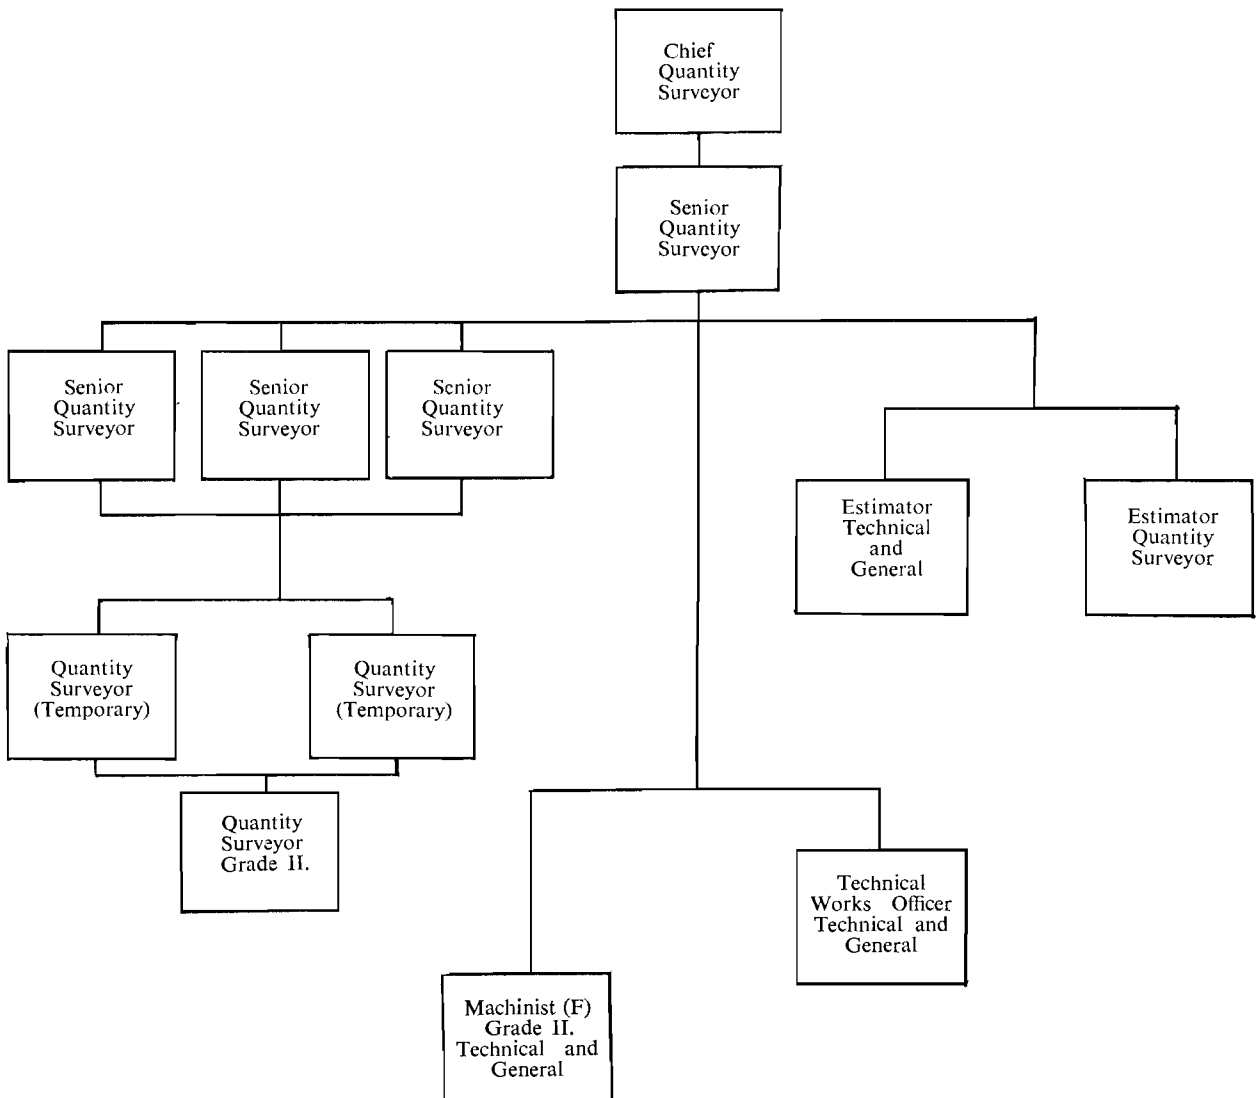 Chief
Quantity
Surveyor
Senior
Quantity
Surveyor
Senior
Quantity
Surveyor
Senior
Quantity
Surveyor
Senior
Quantity
Surveyor
Estimator
Technical
and
General
Estimator
Quantity
Surveyor
Quantity
Surveyor
(Temporary)
Quantity
Surveyor
(Temporary)
Quantity
Surveyor
Grade II.
Technical
Works Officer
Technical and
General
Machinist (F)
Grade II.
Technical and
General